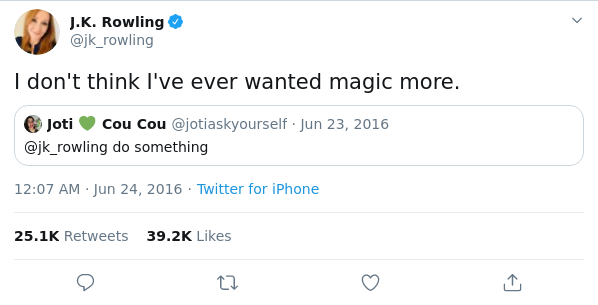 J.K. Rowling
@jk_rowling
I don't think I've ever wanted magic more.
Joti 💚 Cou Cou @jotiaskyourself · Jun 23, 2016
@jk_rowling do something
12:07 AM · Jun 24, 2016 · Twitter for iPhone
25.1K Retweets 39.2K Likes